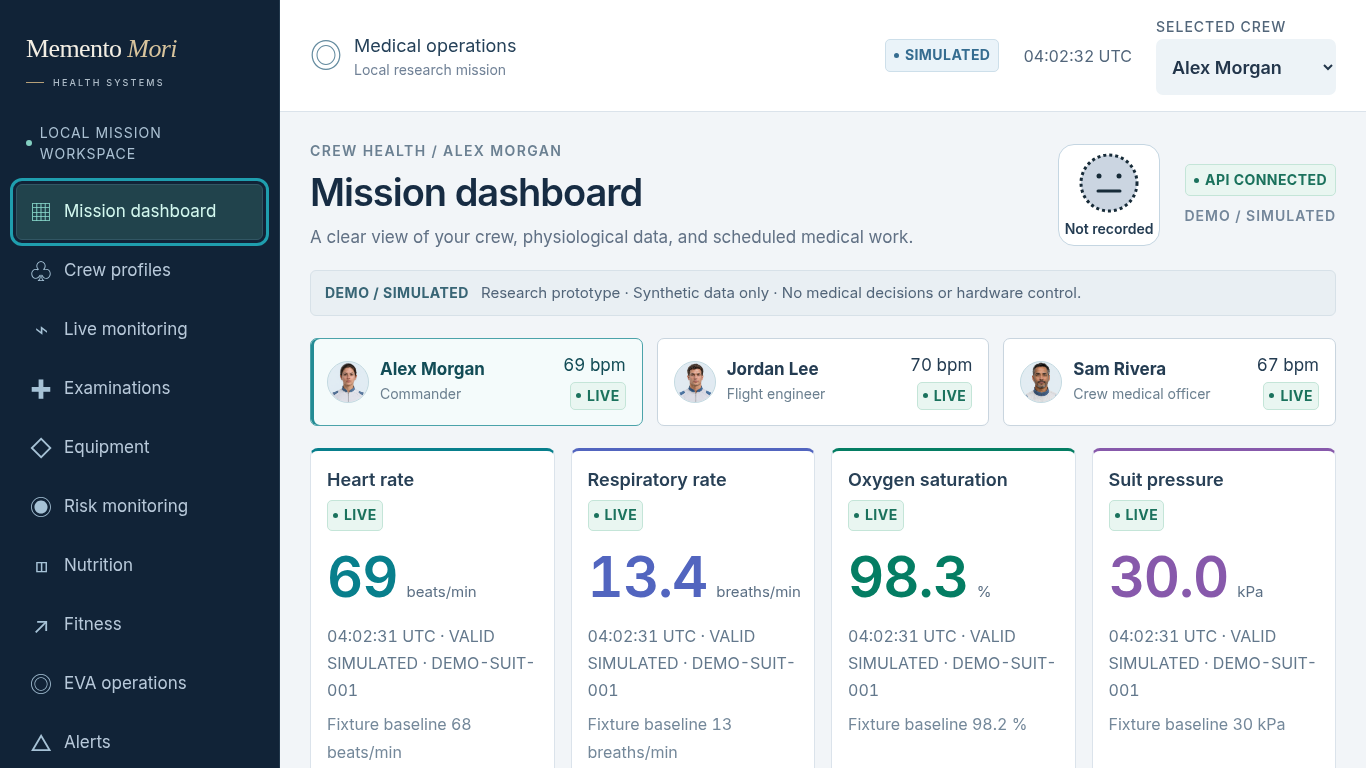 Memento Mori
HEALTH SYSTEMS
LOCAL MISSION
WORKSPACE
Mission dashboard
Crew profiles
Live monitoring
Examinations
Equipment
Risk monitoring
Nutrition
Fitness
EVA operations
Alerts
Medical operations
Local research mission
SIMULATED
04:02:32 UTC
SELECTED CREW
Alex Morgan
CREW HEALTH / ALEX MORGAN
Mission dashboard
A clear view of your crew, physiological data, and scheduled medical work.
Not recorded
API CONNECTED
DEMO / SIMULATED
DEMO / SIMULATED Research prototype · Synthetic data only · No medical decisions or hardware control.
Alex Morgan
Commander
69 bpm
LIVE
Jordan Lee
Flight engineer
70 bpm
LIVE
Sam Rivera
Crew medical officer
67 bpm
LIVE
Heart rate
LIVE
69 beats/min
04:02:31 UTC · VALID
SIMULATED · DEMO-SUIT-
001
Fixture baseline 68
beats/min
Respiratory rate
LIVE
13.4 breaths/min
04:02:31 UTC · VALID
SIMULATED · DEMO-SUIT-
001
Fixture baseline 13
breaths/min
Oxygen saturation
LIVE
98.3 %
04:02:31 UTC · VALID
SIMULATED · DEMO-SUIT-
001
Fixture baseline 98.2 %
Suit pressure
LIVE
30.0 kPa
04:02:31 UTC · VALID
SIMULATED · DEMO-SUIT-
001
Fixture baseline 30 kPa